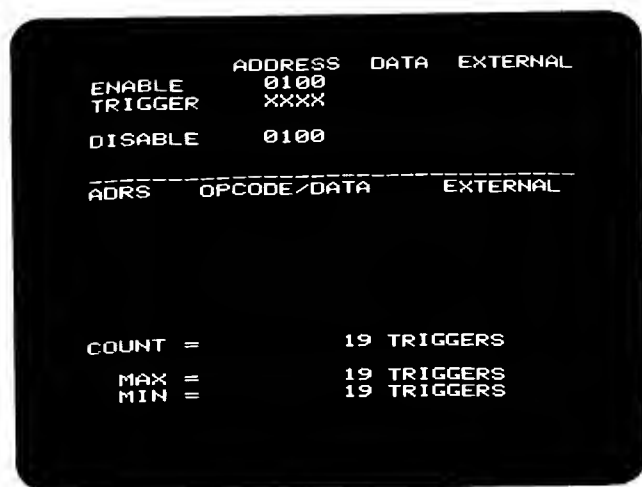 ADDRESS DATA EXTERNAL
ENABLE 0100
TRIGGER XXXX
DISABLE 0100
ADRS OPCODE/DATA EXTERNAL
COUNT = 19 TRIGGERS
MAX = 19 TRIGGERS
MIN = 19 TRIGGERS